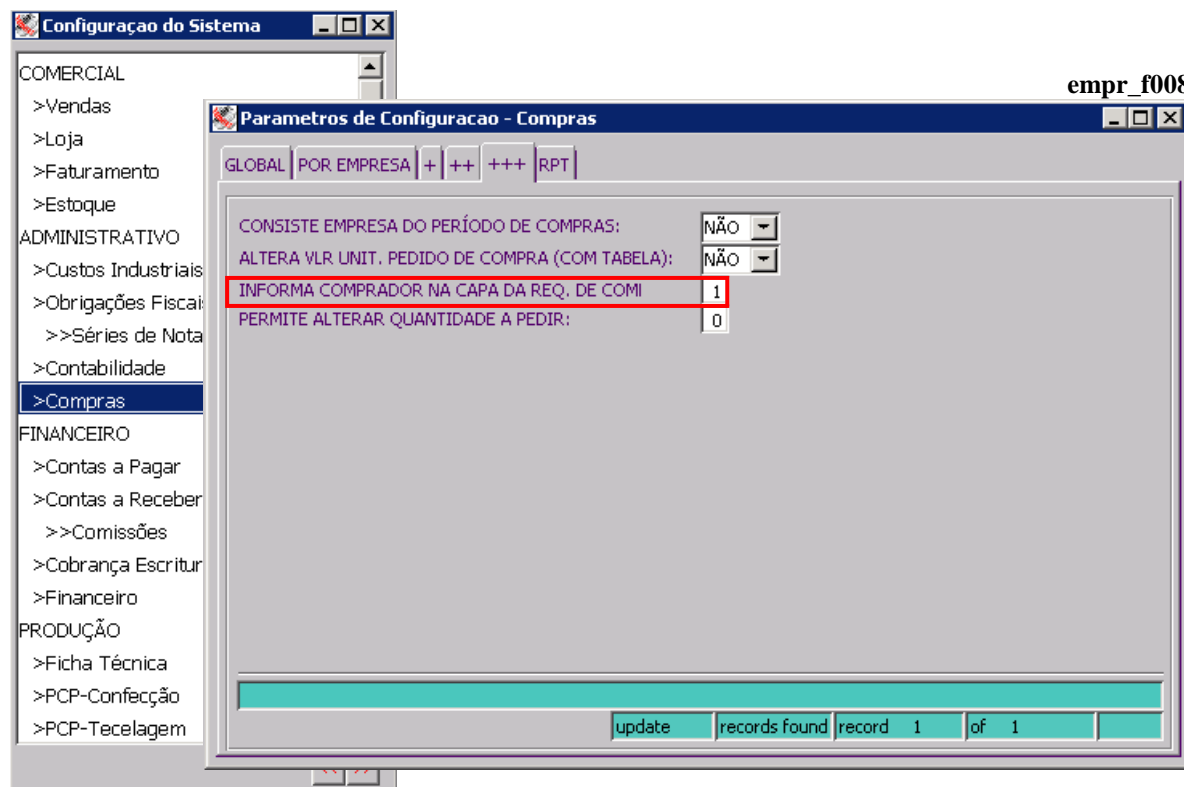 Configuraçao do Sistema
COMERCIAL
>Vendas
>Loja
>Faturamento
>Estoque
ADMINISTRATIVO
>Custos Industriais
>Obrigações Fiscai
>>Séries de Nota
>Contabilidade
>Compras
FINANCEIRO
>Contas a Pagar
>Contas a Receber
>>Comissões
>Cobrança Escritur
>Financeiro
PRODUÇÃO
>Ficha Técnica
>PCP-Confecção
>PCP-Tecelagem
<< >>
empr_f008
Parametros de Configuracao - Compras
GLOBAL POR EMPRESA + ++ +++ RPT
CONSISTE EMPRESA DO PERÍODO DE COMPRAS: NÃO
ALTERA VLR UNIT. PEDIDO DE COMPRA (COM TABELA): NÃO
INFORMA COMPRADOR NA CAPA DA REQ. DE COMI 1
PERMITE ALTERAR QUANTIDADE A PEDIR: 0
update records found record 1 of 1